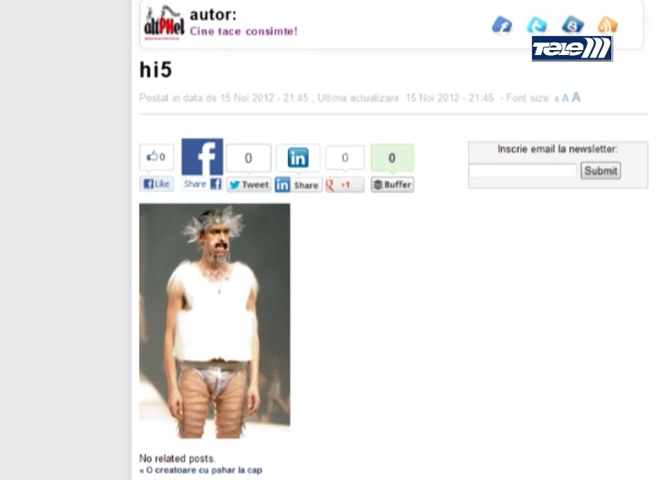 altPHel
autor:
Cine tace consimte!
TELE
hi5
Postat in data de 15 Noi 2012 - 21:45 ; Ultima actualizare: 15 Noi 2012 - 21:45 - Font size: A A A
Inscrie email la newsletter:
Submit
0 0 0 0
Like Share Tweet Share +1 Buffer
No related posts.
« O creatoare cu pahar la cap